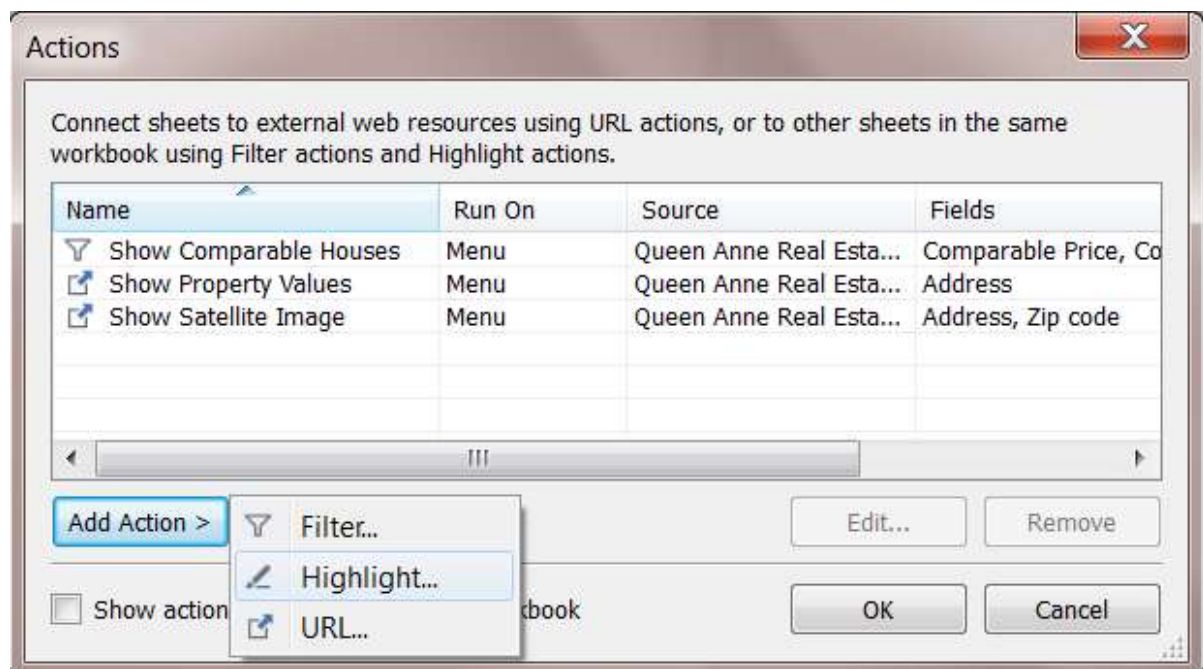 Actions
Connect sheets to external web resources using URL actions, or to other sheets in the same
workbook using Filter actions and Highlight actions.
Name Run On Source Fields
Show Comparable Houses Menu Queen Anne Real Esta... Comparable Price, Co
Show Property Values Menu Queen Anne Real Esta... Address
Show Satellite Image Menu Queen Anne Real Esta... Address, Zip code
Add Action > Filter... Edit... Remove
Highlight...
Show action kbook OK Cancel
URL...